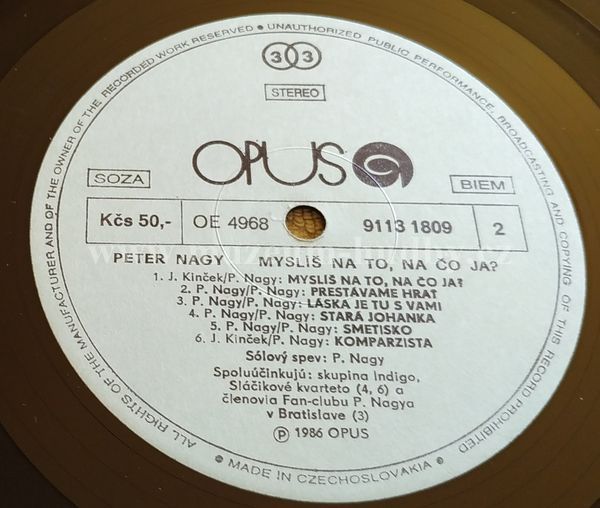 ALL RIGHTS OF THE MANUFACTURER AND OF THE OWNER OF THE RECORDED WORK RESERVED • UNAUTHORIZED PUBLIC PERFORMANCE, BROADCASTING AND COPYING OF THIS RECORD PROHIBITED
33
STEREO
OPUS
SOZA
BIEM
Kčs 50,- OE 4968 9113 1809 2
PETER NAGY MYSLÍŠ NA TO, NA ČO JA?
1. J. Kinček/P. Nagy: MYSLÍŠ NA TO, NA ČO JA?
2. P. Nagy/P. Nagy: PRESTÁVAME HRAŤ
3. P. Nagy/P. Nagy: LÁSKA JE TU S VAMI
4. P. Nagy/P. Nagy: STARÁ JOHANKA
5. P. Nagy/P. Nagy: SMETISKO
6. J. Kinček/P. Nagy: KOMPARZISTA
Sólový spev: P. Nagy
Spoluúčinkujú: skupina Indigo,
Sláčikové kvarteto (4, 6) a
členovia Fan-clubu P. Nagya
v Bratislave (3)
Ⓟ 1986 OPUS
• MADE IN CZECHOSLOVAKIA •